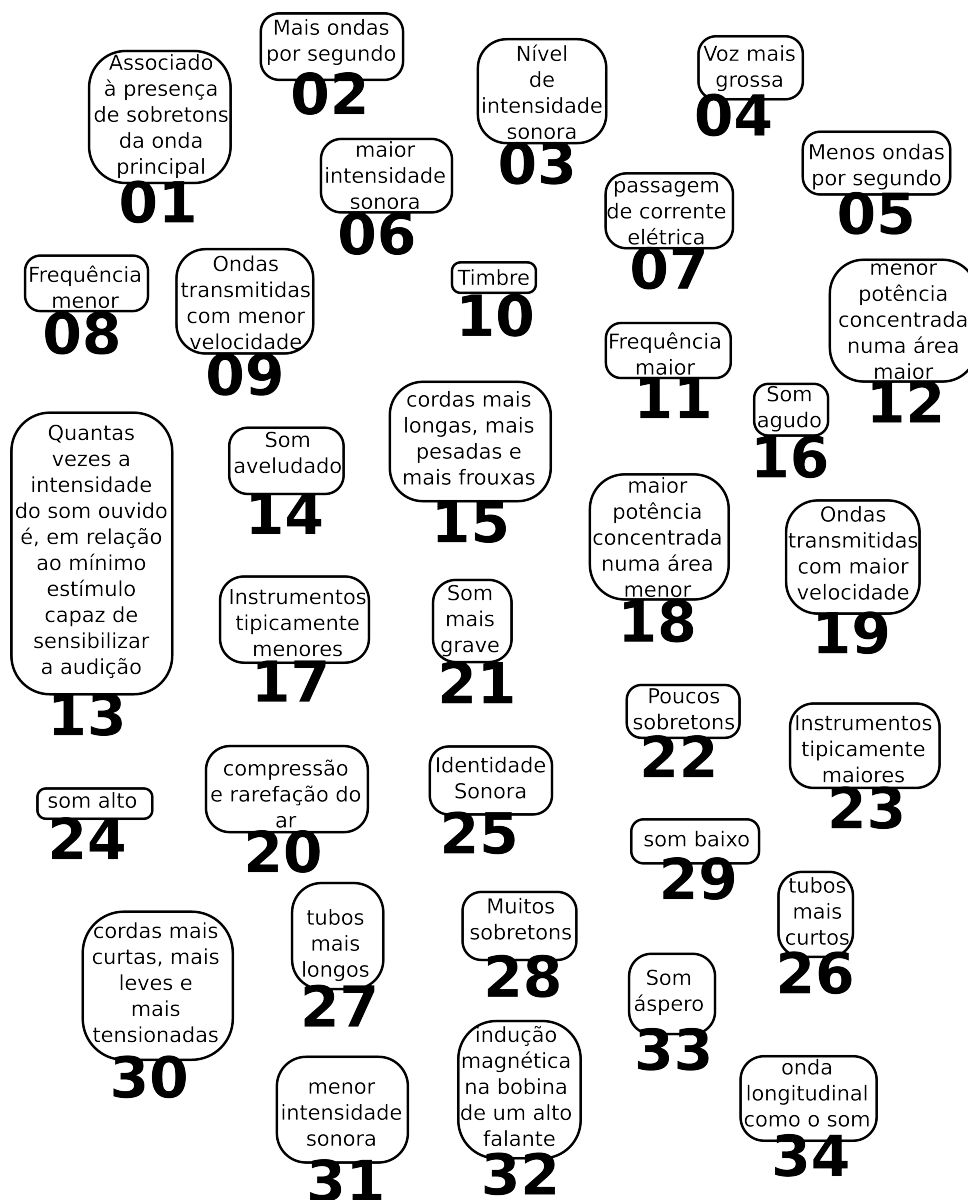 Associado
à presença
de sobretons
da onda
principal
01
Mais ondas
por segundo
02
Nível
de
intensidade
sonora
03
Voz mais
grossa
04
Menos ondas
por segundo
05
maior
intensidade
sonora
06
passagem
de corrente
elétrica
07
Frequência
menor
08
Ondas
transmitidas
com menor
velocidade
09
Timbre
10
Frequência
maior
11
menor
potência
concentrada
numa área
maior
12
Quantas
vezes a
intensidade
do som ouvido
é, em relação
ao mínimo
estímulo
capaz de
sensibilizar
a audição
13
Som
aveludado
14
cordas mais
longas, mais
pesadas e
mais frouxas
15
Som
agudo
16
Instrumentos
tipicamente
menores
17
maior
potência
concentrada
numa área
menor
18
Ondas
transmitidas
com maior
velocidade
19
compressão
e rarefação do
ar
20
Som
mais
grave
21
Poucos
sobretons
22
Instrumentos
tipicamente
maiores
23
som alto
24
Identidade
Sonora
25
tubos
mais
curtos
26
tubos
mais
longos
27
Muitos
sobretons
28
som baixo
29
cordas mais
curtas, mais
leves e
mais
tensionadas
30
menor
intensidade
sonora
31
indução
magnética
na bobina
de um alto
falante
32
Som
áspero
33
onda
longitudinal
como o som
34